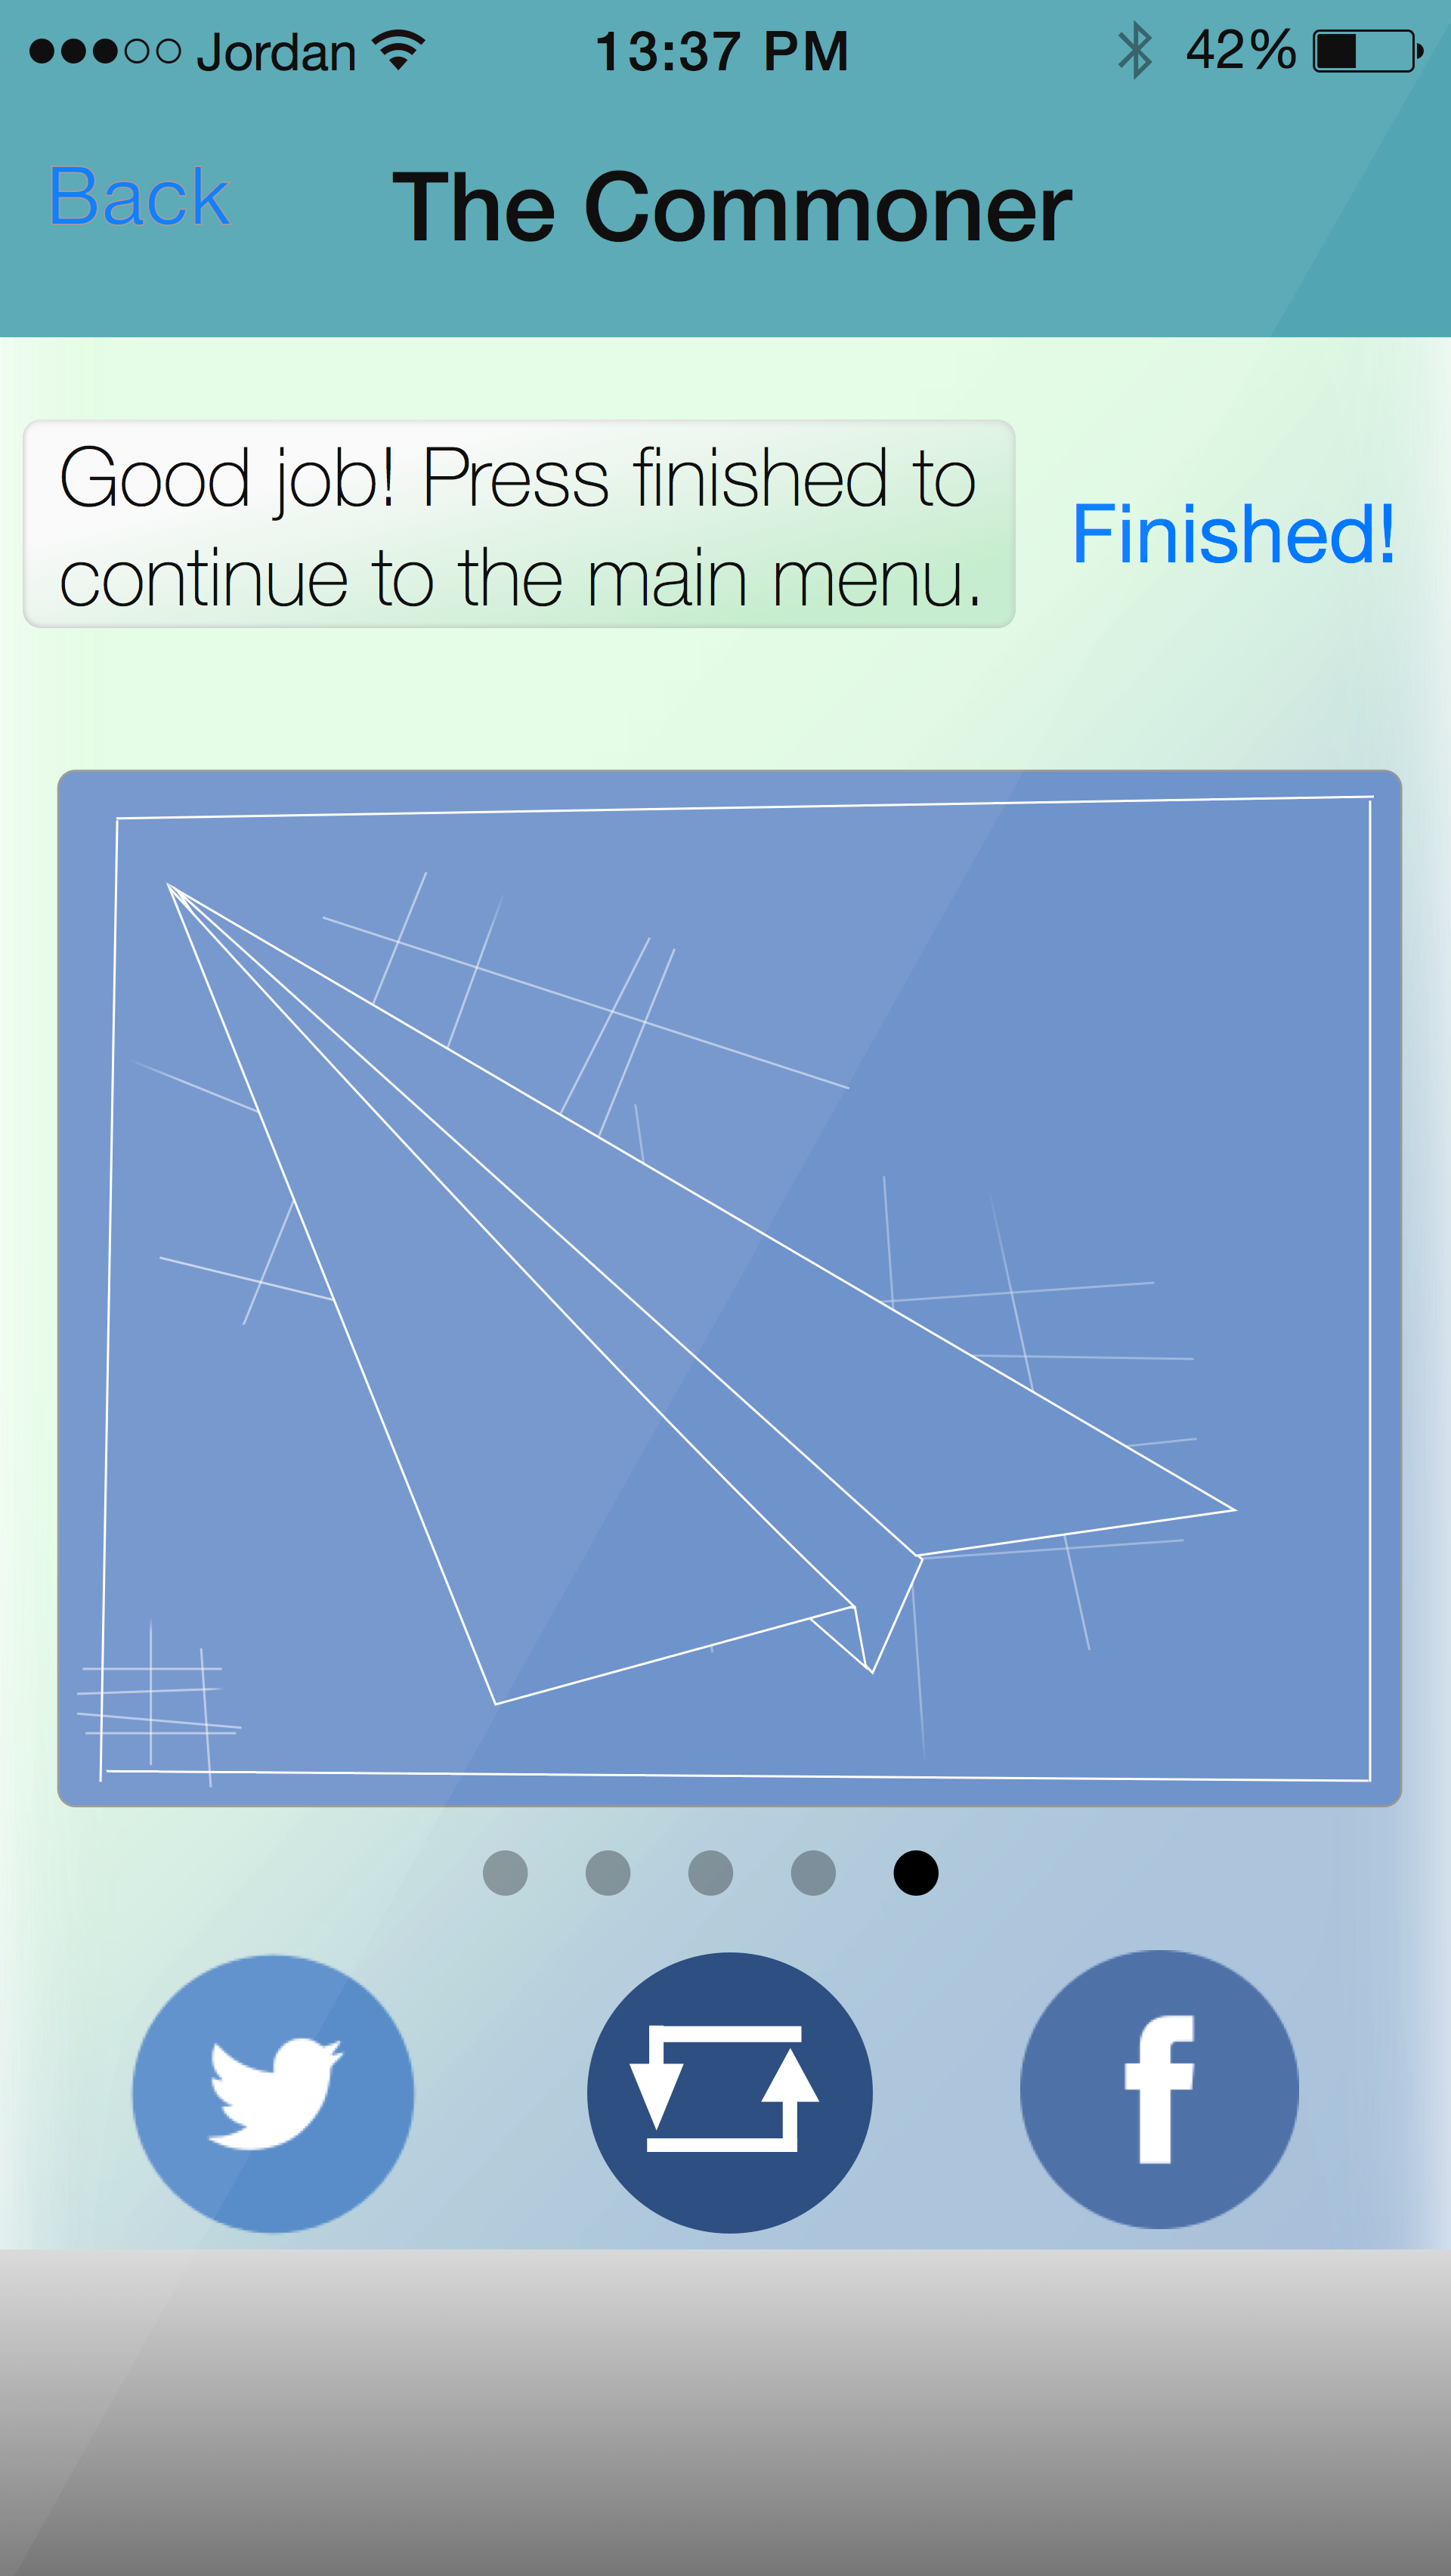 Jordan 13:37 PM 42%
Back The Commoner
Good job! Press finished to
continue to the main menu.
Finished!